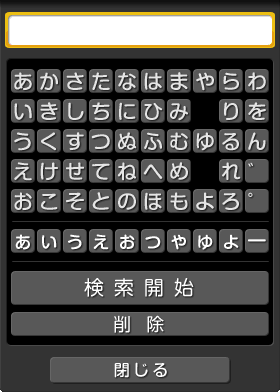 あかさたなはまやらわ
いきしちにひみ りを
うくすつぬふむゆるん
えけせてねへめ れ゛
おこそとのほもよろ゜
ぁぃぅぇぉっゃゅょー
検索開始
削除
閉じる